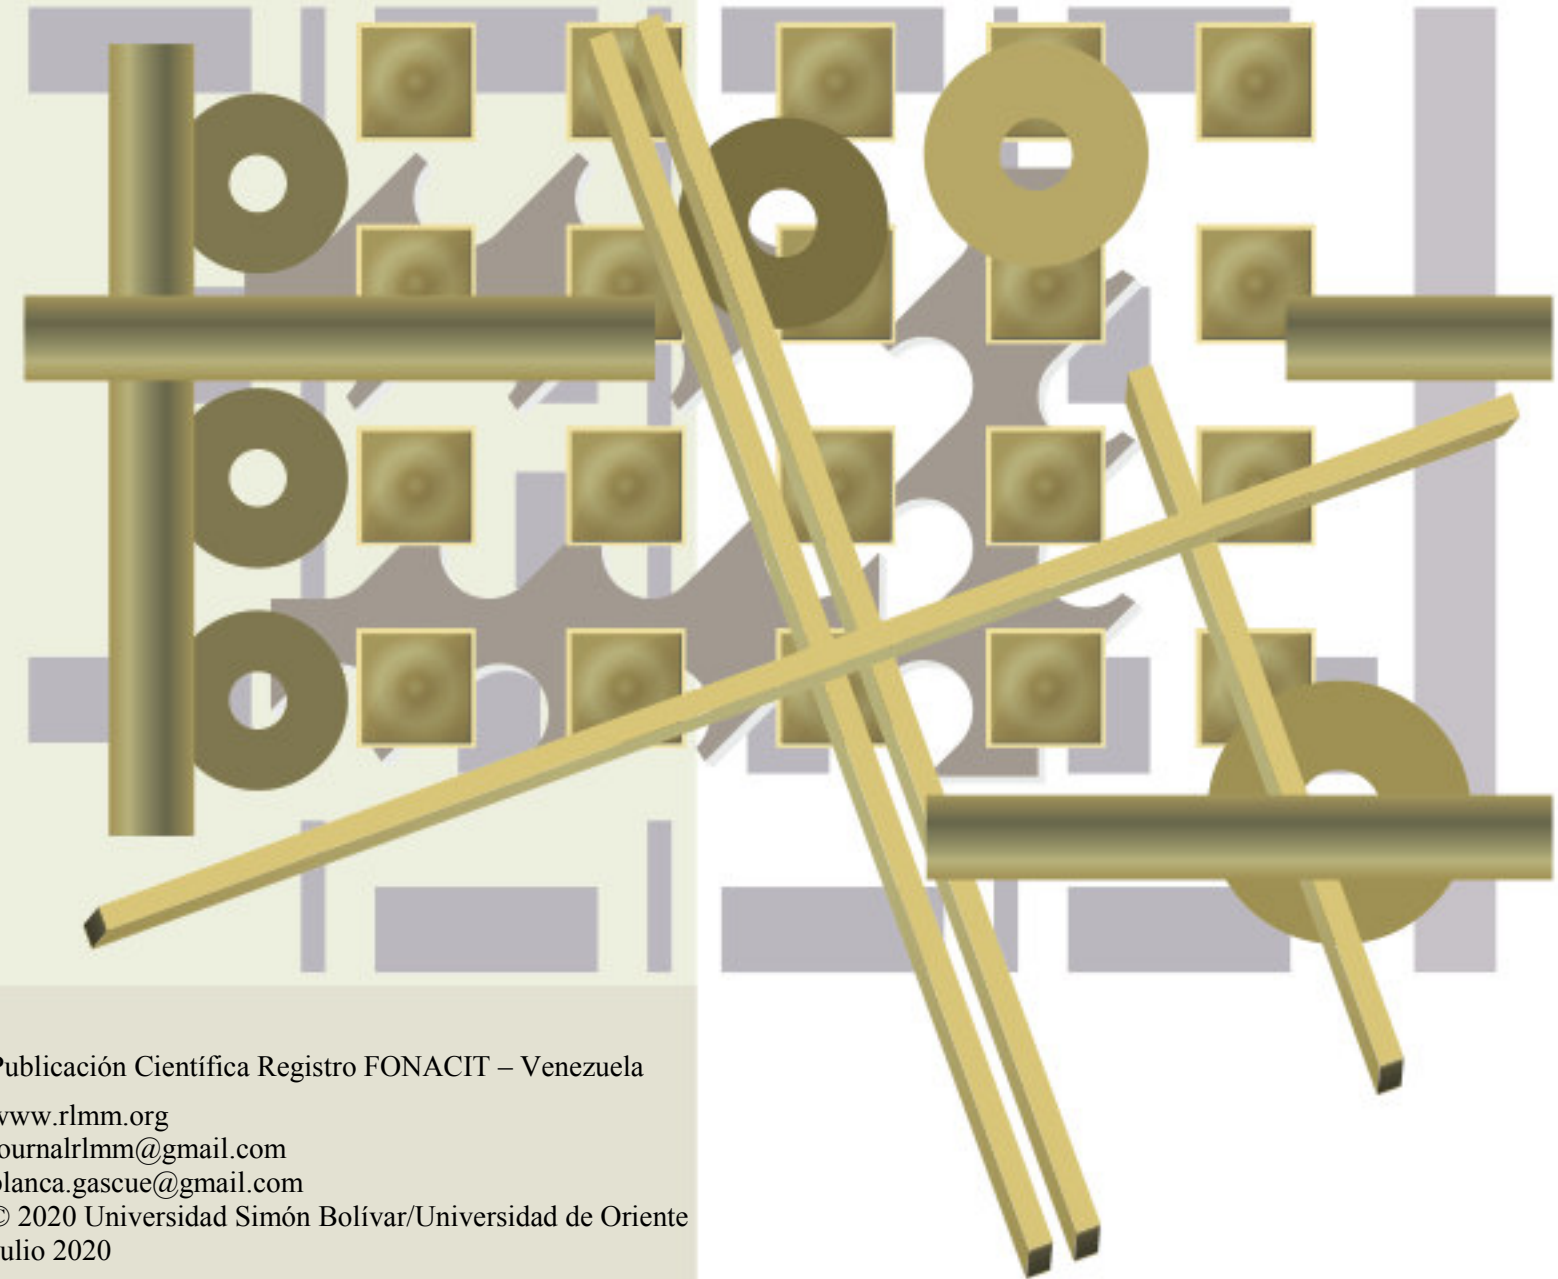 Publicación Científica Registro FONACIT – Venezuela
www.rlmm.org
ournalrlmm@gmail.com
blanca.gascue@gmail.com
© 2020 Universidad Simón Bolívar/Universidad de Oriente
ulio 2020